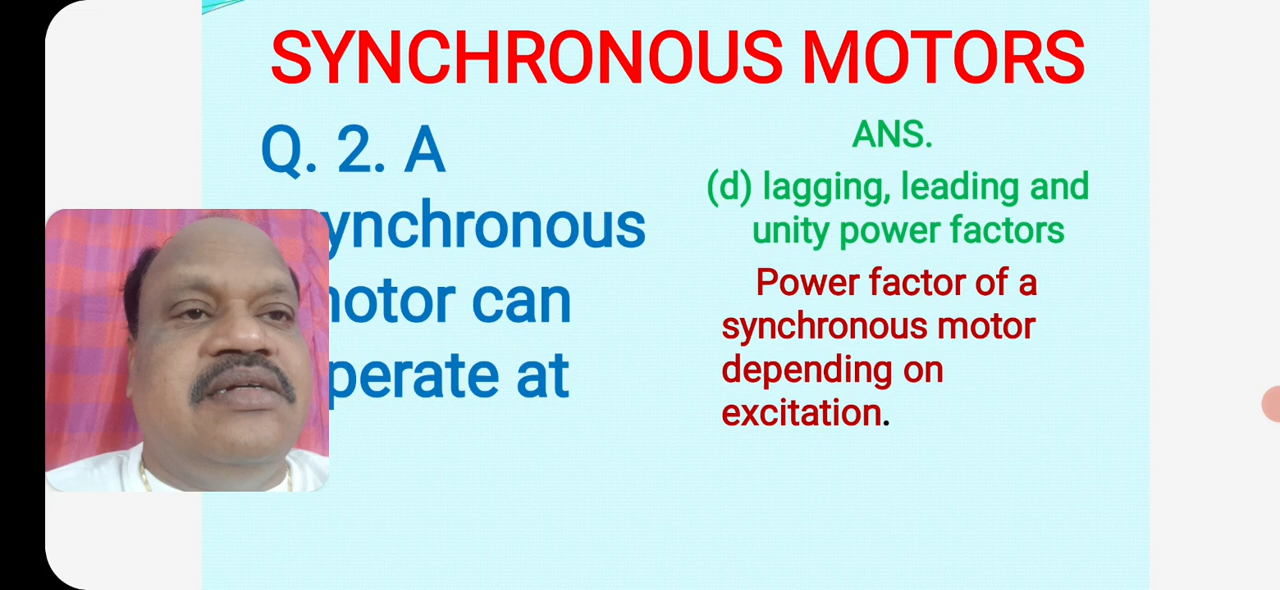 SYNCHRONOUS MOTORS
Q. 2. A
ynchronous
otor can
perate at
ANS.
(d) lagging, leading and
unity power factors
Power factor of a
synchronous motor
depending on
excitation.